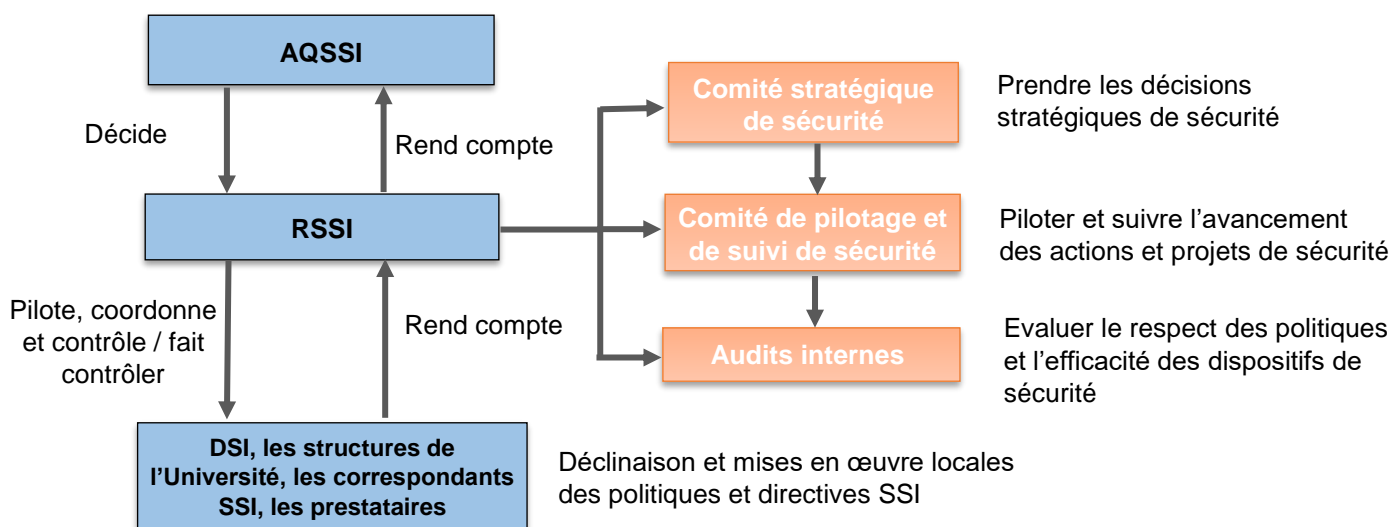 AQSSI
Décide
Rend compte
RSSI
Pilote, coordonne
et contrôle / fait
contrôler
Rend compte
DSI, les structures de
l’Université, les correspondants
SSI, les prestataires
Déclinaison et mises en œuvre locales
des politiques et directives SSI
Comité stratégique
de sécurité
Prendre les décisions
stratégiques de sécurité
Comité de pilotage et
de suivi de sécurité
Piloter et suivre l’avancement
des actions et projets de sécurité
Audits internes
Evaluer le respect des politiques
et l’efficacité des dispositifs de
sécurité